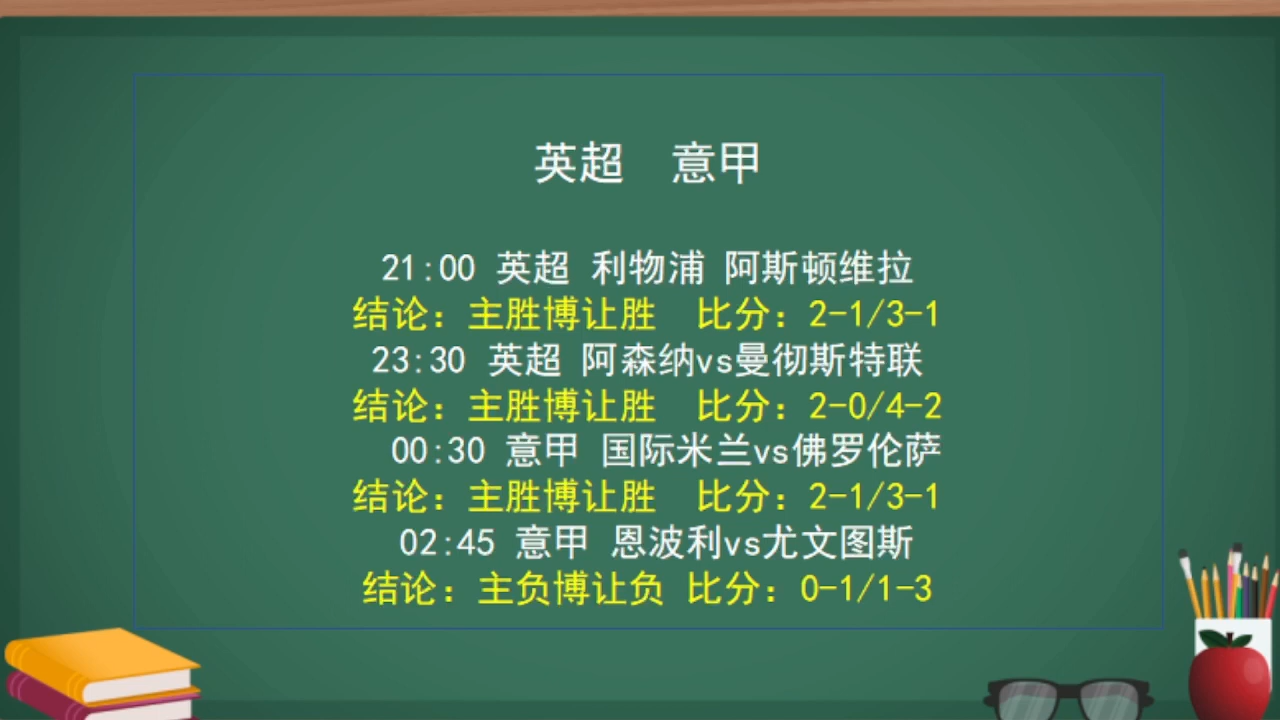 英超 意甲
21:00 英超 利物浦 阿斯顿维拉
结论：主胜博让胜 比分：2-1/3-1
23:30 英超 阿森纳vs曼彻斯特联
结论：主胜博让胜 比分：2-0/4-2
00:30 意甲 国际米兰vs佛罗伦萨
结论：主胜博让胜 比分：2-1/3-1
02:45 意甲 恩波利vs尤文图斯
结论：主负博让负 比分：0-1/1-3